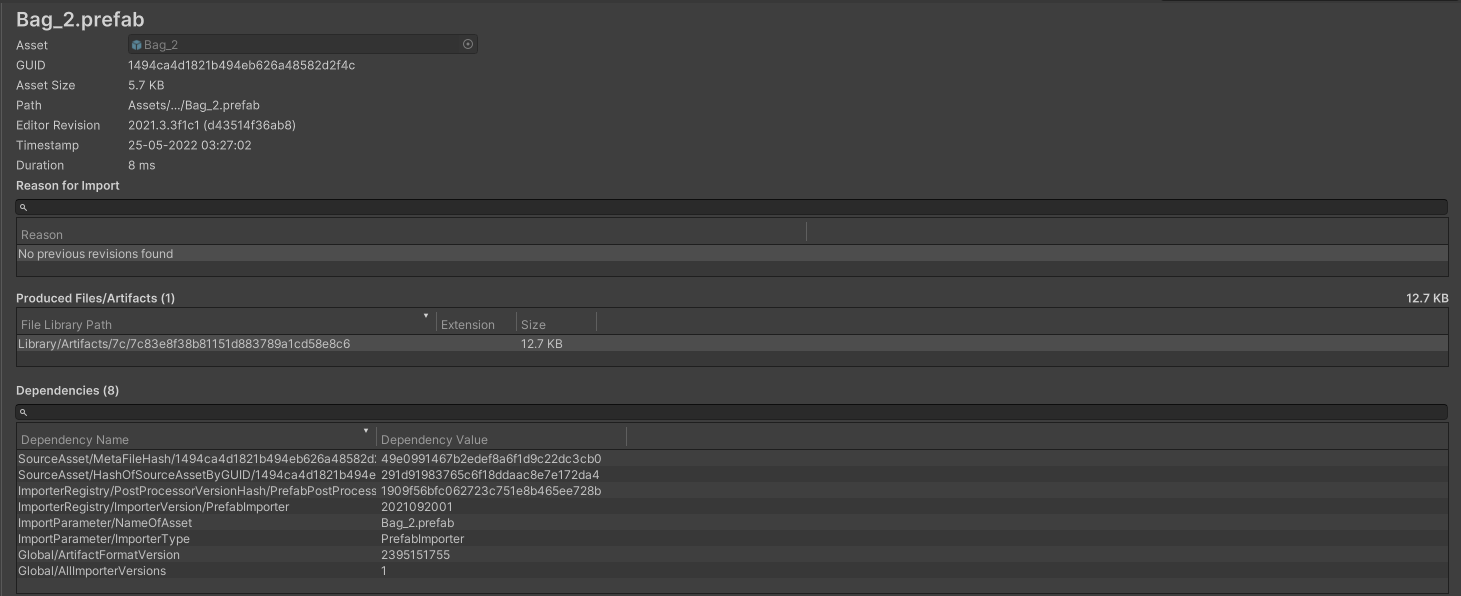 Bag_2.prefab
Asset Bag_2
GUID 1494ca4d1821b494eb626a48582d2f4c
Asset Size 5.7 KB
Path Assets/.../Bag_2.prefab
Editor Revision 2021.3.3f1c1 (d43514f36ab8)
Timestamp 25-05-2022 03:27:02
Duration 8 ms
Reason for Import
Reason
No previous revisions found
Produced Files/Artifacts (1) 12.7 KB
File Library Path Extension Size
Library/Artifacts/7c/7c83e8f38b81151d883789a1cd58e8c6 12.7 KB
Dependencies (8)
Dependency Name Dependency Value
SourceAsset/MetaFileHash/1494ca4d1821b494eb626a48582d2 49e0991467b2edef8a6f1d9c22dc3cb0
SourceAsset/HashOfSourceAssetByGUID/1494ca4d1821b494e 291d91983765c6f18ddaac8e7e172da4
ImporterRegistry/PostProcessorVersionHash/PrefabPostProcess 1909f56bfc062723c751e8b465ee728b
ImporterRegistry/ImporterVersion/PrefabImporter 2021092001
ImportParameter/NameOfAsset Bag_2.prefab
ImportParameter/ImporterType PrefabImporter
Global/ArtifactFormatVersion 2395151755
Global/AllImporterVersions 1